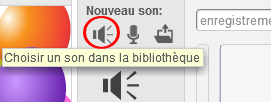 Nouveau son:
enregistreme
Choisir un son dans la bibliothèque